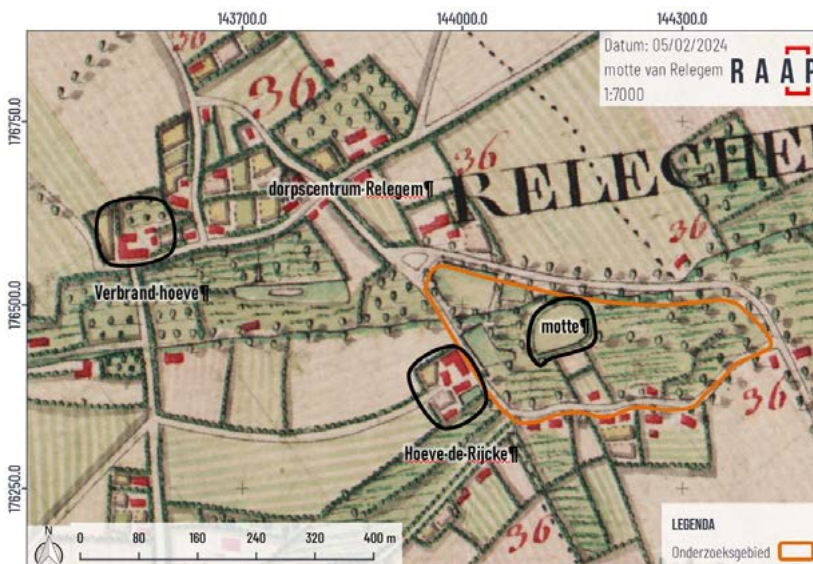 143700.0 144000.0 144300.0
Datum: 05/02/2024
motte van Relegem
1:7000
RAAP
176750.0
176500.0
176250.0
36
36
dorpscentrum·Relegem¶
36
RELEGHE
36
Verbrand·hoeve¶
motte¶
36
Hoeve·de·Rijcke¶
36
N
0 80 160 240 320 400 m
LEGENDA
Onderzoeksgebied